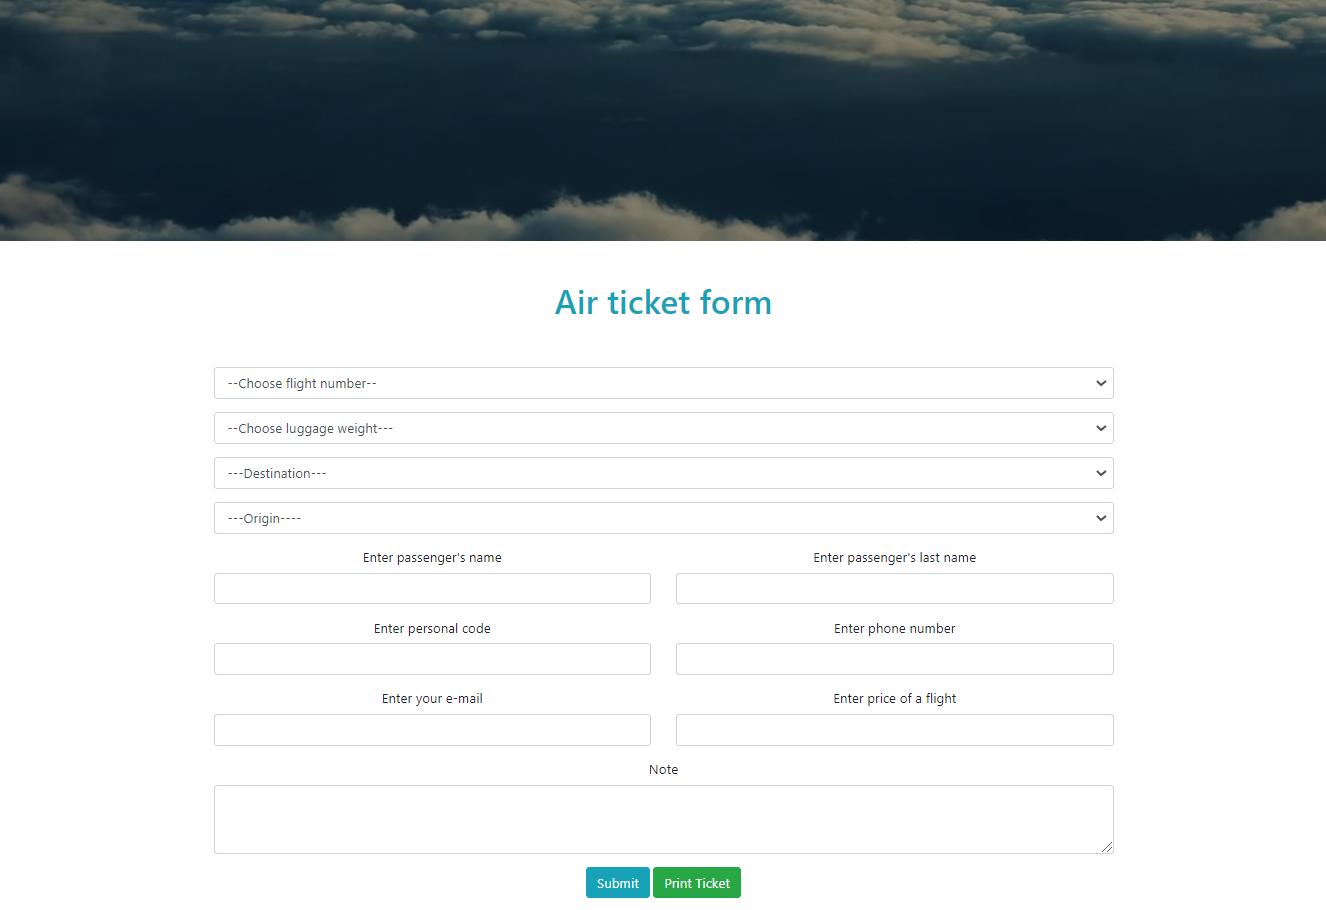 Air ticket form
--Choose flight number--
--Choose luggage weight---
---Destination---
---Origin----
Enter passenger's name
Enter passenger's last name
Enter personal code
Enter phone number
Enter your e-mail
Enter price of a flight
Note
Submit
Print Ticket